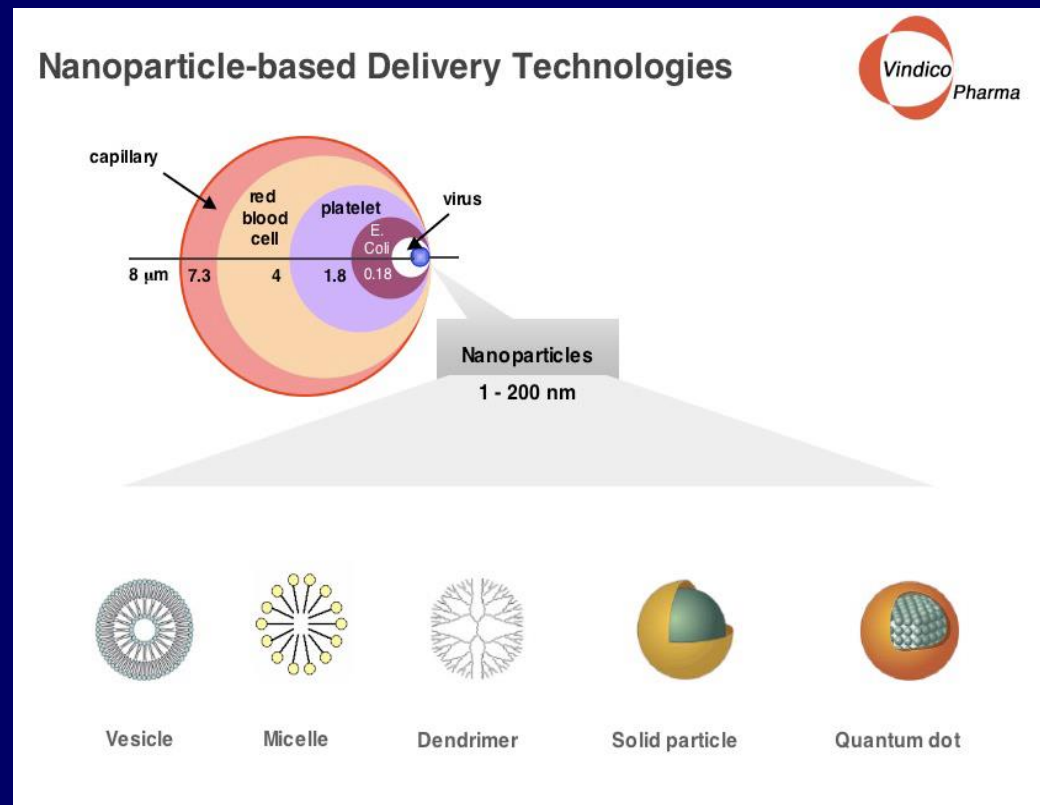 Nanoparticle-based Delivery Technologies
Vindico
Pharma
capillary
red
blood
cell
platelet
virus
E.
Coli
8 μm 7.3 4 1.8 0.18
Nanoparticles
1 - 200 nm
Vesicle Micelle Dendrimer Solid particle Quantum dot